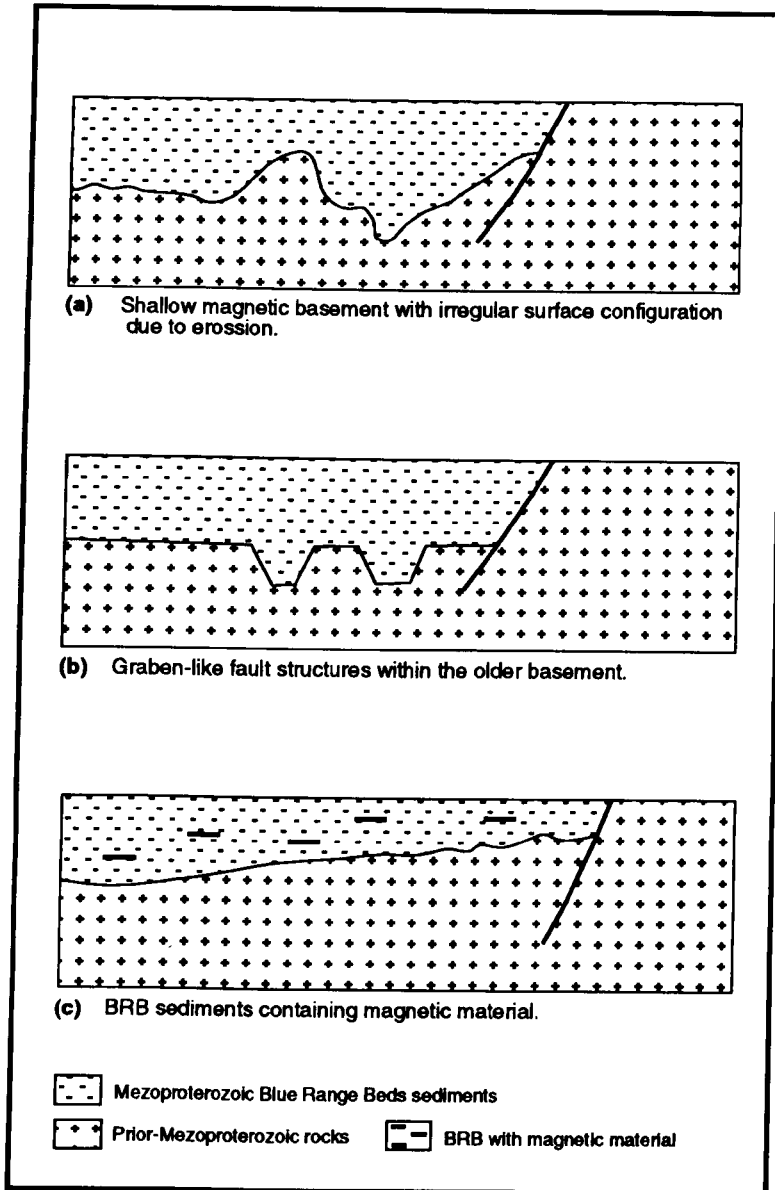 (a) Shallow magnetic basement with irregular surface configuration
due to erossion.
(b) Graben-like fault structures within the older basement.
(c) BRB sediments containing magnetic material.
Mezoproterozoic Blue Range Beds sediments
Prior-Mezoproterozoic rocks BRB with magnetic material